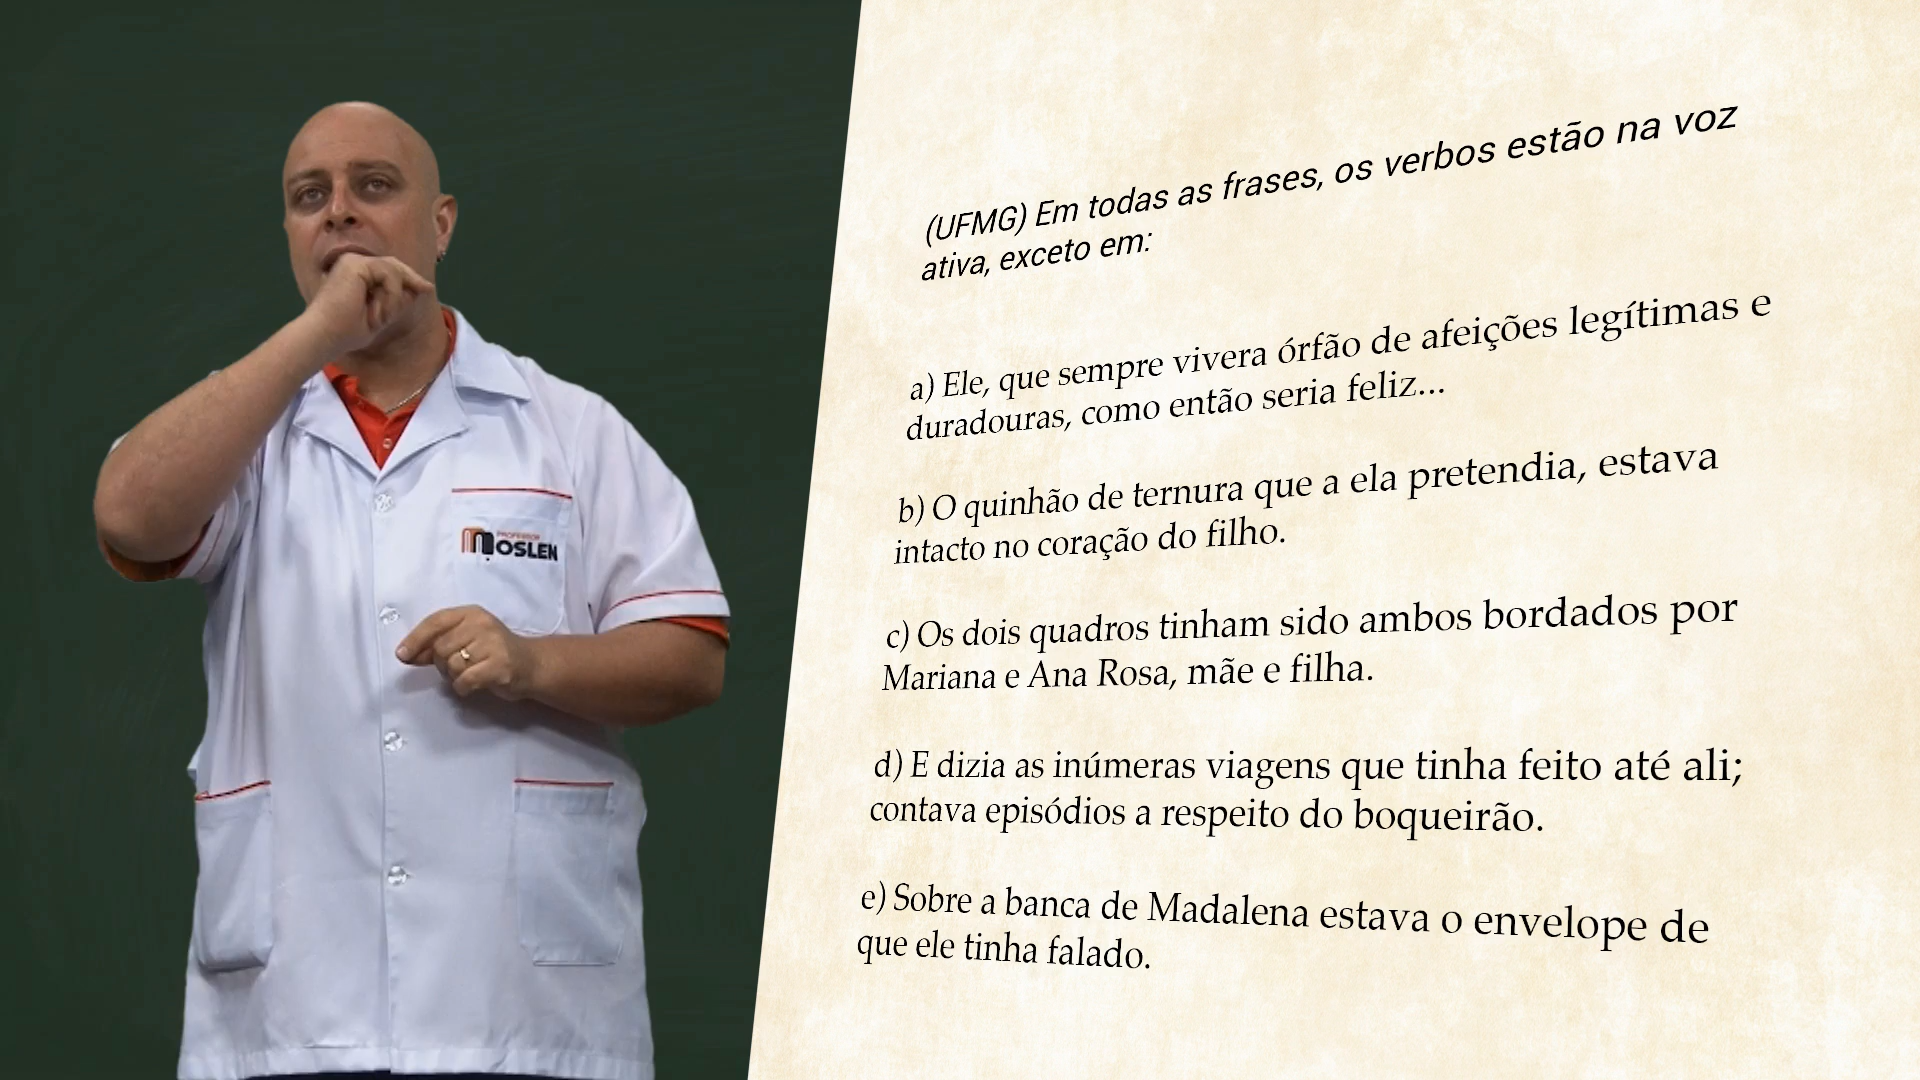 PROFESSOR
MOSLEN
(UFMG) Em todas as frases, os verbos estão na voz
ativa, exceto em:
a) Ele, que sempre vivera órfão de afeições legítimas e
duradouras, como então seria feliz...
b) O quinhão de ternura que a ela pretendia, estava
intacto no coração do filho.
c) Os dois quadros tinham sido ambos bordados por
Mariana e Ana Rosa, mãe e filha.
d) E dizia as inúmeras viagens que tinha feito até ali;
contava episódios a respeito do boqueirão.
e) Sobre a banca de Madalena estava o envelope de
que ele tinha falado.